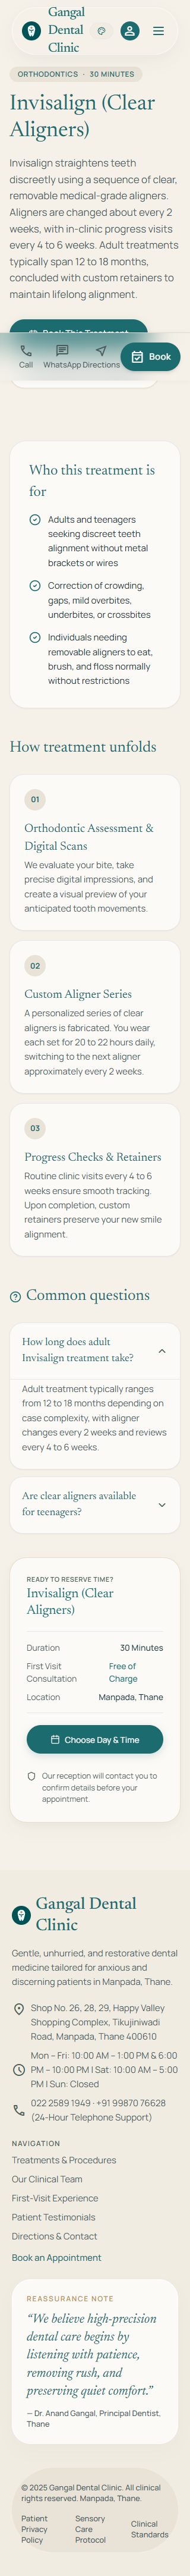 Gangal
Dental
Clinic
ORTHODONTICS · 30 MINUTES
Invisalign (Clear
Aligners)
Invisalign straightens teeth
discreetly using a sequence of clear,
removable medical-grade aligners.
Aligners are changed about every 2
weeks, with in-clinic progress visits
every 4 to 6 weeks. Adult treatments
typically span 12 to 18 months,
concluded with custom retainers to
maintain lifelong alignment.
Book This Treatment
Call
WhatsApp
Directions
Book
Who this treatment is
for
Adults and teenagers
seeking discreet teeth
alignment without metal
brackets or wires
Correction of crowding,
gaps, mild overbites,
underbites, or crossbites
Individuals needing
removable aligners to eat,
brush, and floss normally
without restrictions
How treatment unfolds
01
Orthodontic Assessment &
Digital Scans
We evaluate your bite, take
precise digital impressions, and
create a visual preview of your
anticipated tooth movements.
02
Custom Aligner Series
A personalized series of clear
aligners is fabricated. You wear
each set for 20 to 22 hours daily,
switching to the next aligner
approximately every 2 weeks.
03
Progress Checks & Retainers
Routine clinic visits every 4 to 6
weeks ensure smooth tracking.
Upon completion, custom
retainers preserve your new smile
alignment.
Common questions
How long does adult
Invisalign treatment take?
Adult treatment typically ranges
from 12 to 18 months depending on
case complexity, with aligner
changes every 2 weeks and reviews
every 4 to 6 weeks.
Are clear aligners available
for teenagers?
READY TO RESERVE TIME?
Invisalign (Clear
Aligners)
Duration
30 Minutes
First Visit
Consultation
Free of
Charge
Location
Manpada, Thane
Choose Day & Time
Our reception will contact you to
confirm details before your
appointment.
Gangal Dental
Clinic
Gentle, unhurried, and restorative dental
care tailored for anxious and
discerning patients in Manpada, Thane.
Shop No. 26, 28, 29, Happy Valley
Shopping Complex, Tikujiniwadi
Road, Manpada, Thane 400610
Mon – Fri: 10:00 AM – 1:00 PM & 6:00
PM – 10:00 PM | Sat: 10:00 AM – 5:00
PM | Sun: Closed
022 2589 1949 · +91 99870 76628
(24-Hour Telephone Support)
NAVIGATION
Treatments & Procedures
Our Clinical Team
First-Visit Experience
Patient Testimonials
Directions & Contact
Book an Appointment
REASSURANCE NOTE
“We believe high-precision
dental care begins by
listening with patience,
removing rush, and
preserving quiet comfort.”
— Dr. Anand Gangal, Principal Dentist,
Thane
© 2025 Gangal Dental Clinic. All clinical
rights reserved. Manpada, Thane.
Patient
Privacy
Policy
Sensory
Care
Protocol
Clinical
Standards